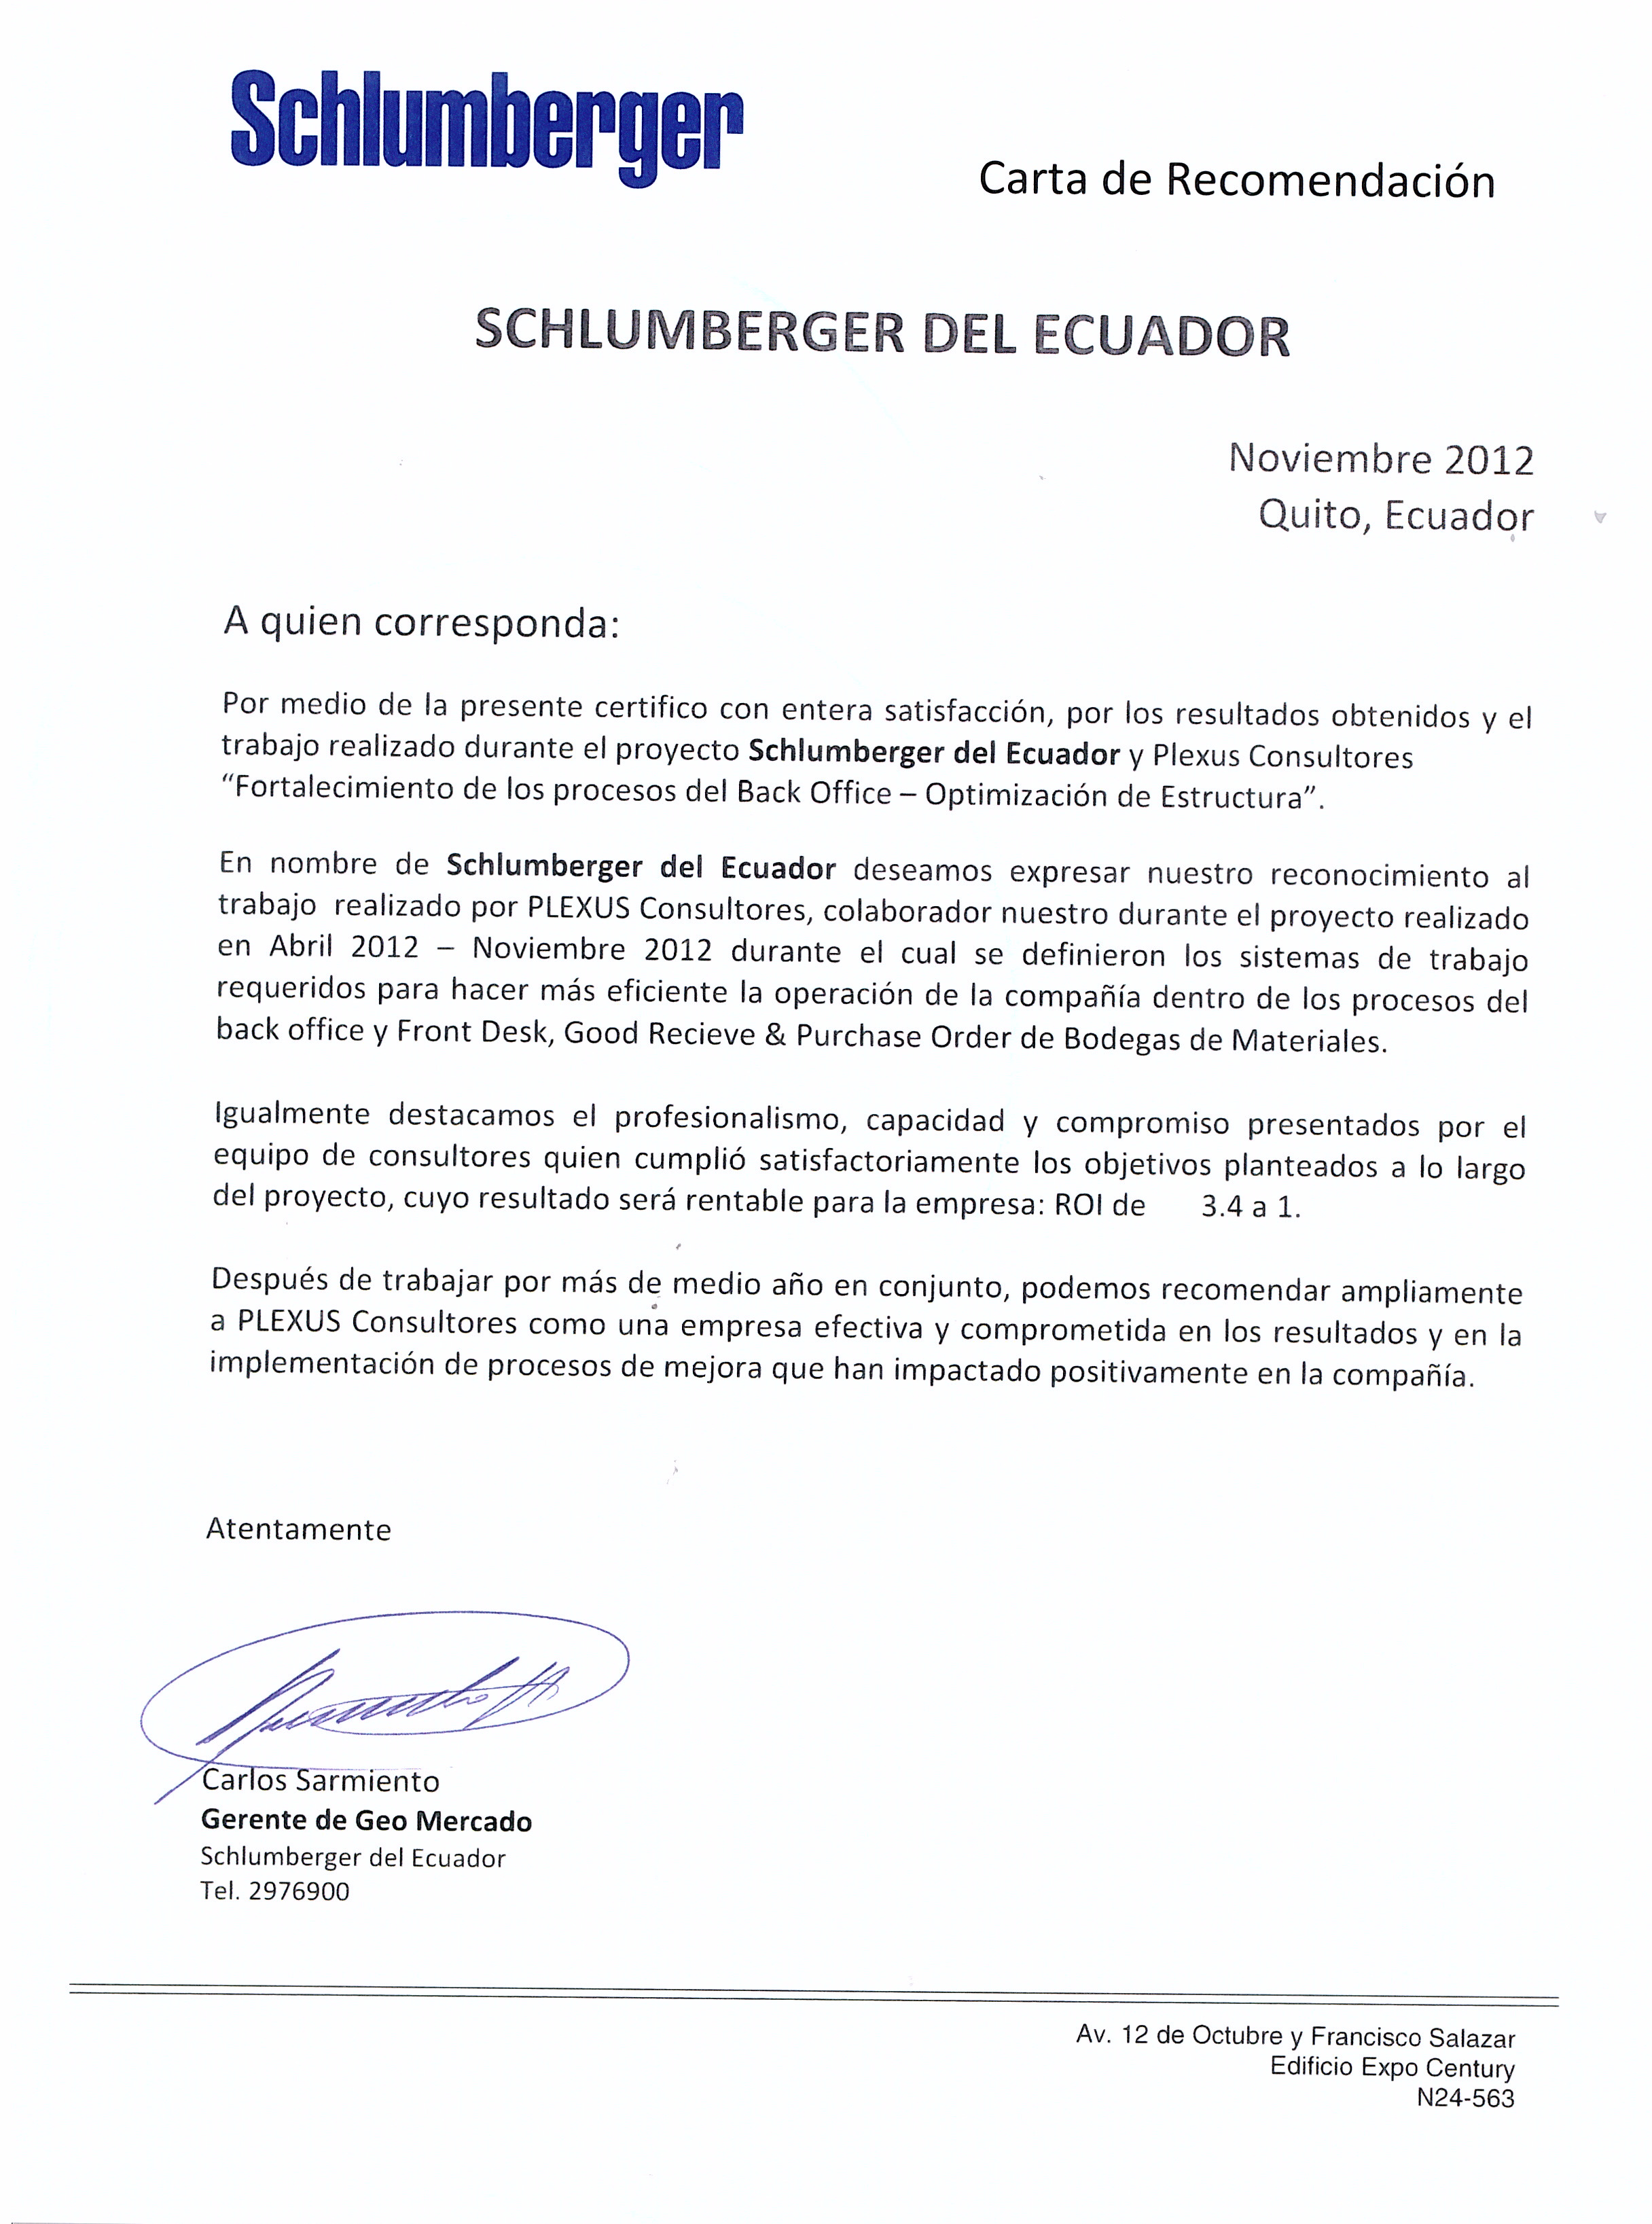 Schlumberger
Carta de Recomendación
SCHLUMBERGER DEL ECUADOR
Noviembre 2012
Quito, Ecuador
A quien corresponda:
Por medio de la presente certifico con entera satisfacción, por los resultados obtenidos y el
trabajo realizado durante el proyecto Schlumberger del Ecuador y Plexus Consultores
“Fortalecimiento de los procesos del Back Office – Optimización de Estructura”.
En nombre de Schlumberger del Ecuador deseamos expresar nuestro reconocimiento al
trabajo realizado por PLEXUS Consultores, colaborador nuestro durante el proyecto realizado
en Abril 2012 – Noviembre 2012 durante el cual se definieron los sistemas de trabajo
requeridos para hacer más eficiente la operación de la compañía dentro de los procesos del
back office y Front Desk, Good Recieve & Purchase Order de Bodegas de Materiales.
Igualmente destacamos el profesionalismo, capacidad y compromiso presentados por el
equipo de consultores quien cumplió satisfactoriamente los objetivos planteados a lo largo
del proyecto, cuyo resultado será rentable para la empresa: ROI de 3.4 a 1.
Después de trabajar por más de medio año en conjunto, podemos recomendar ampliamente
a PLEXUS Consultores como una empresa efectiva y comprometida en los resultados y en la
implementación de procesos de mejora que han impactado positivamente en la compañía.
Atentamente
Carlos Sarmiento
Gerente de Geo Mercado
Schlumberger del Ecuador
Tel. 2976900
Av. 12 de Octubre y Francisco Salazar
Edificio Expo Century
N24-563